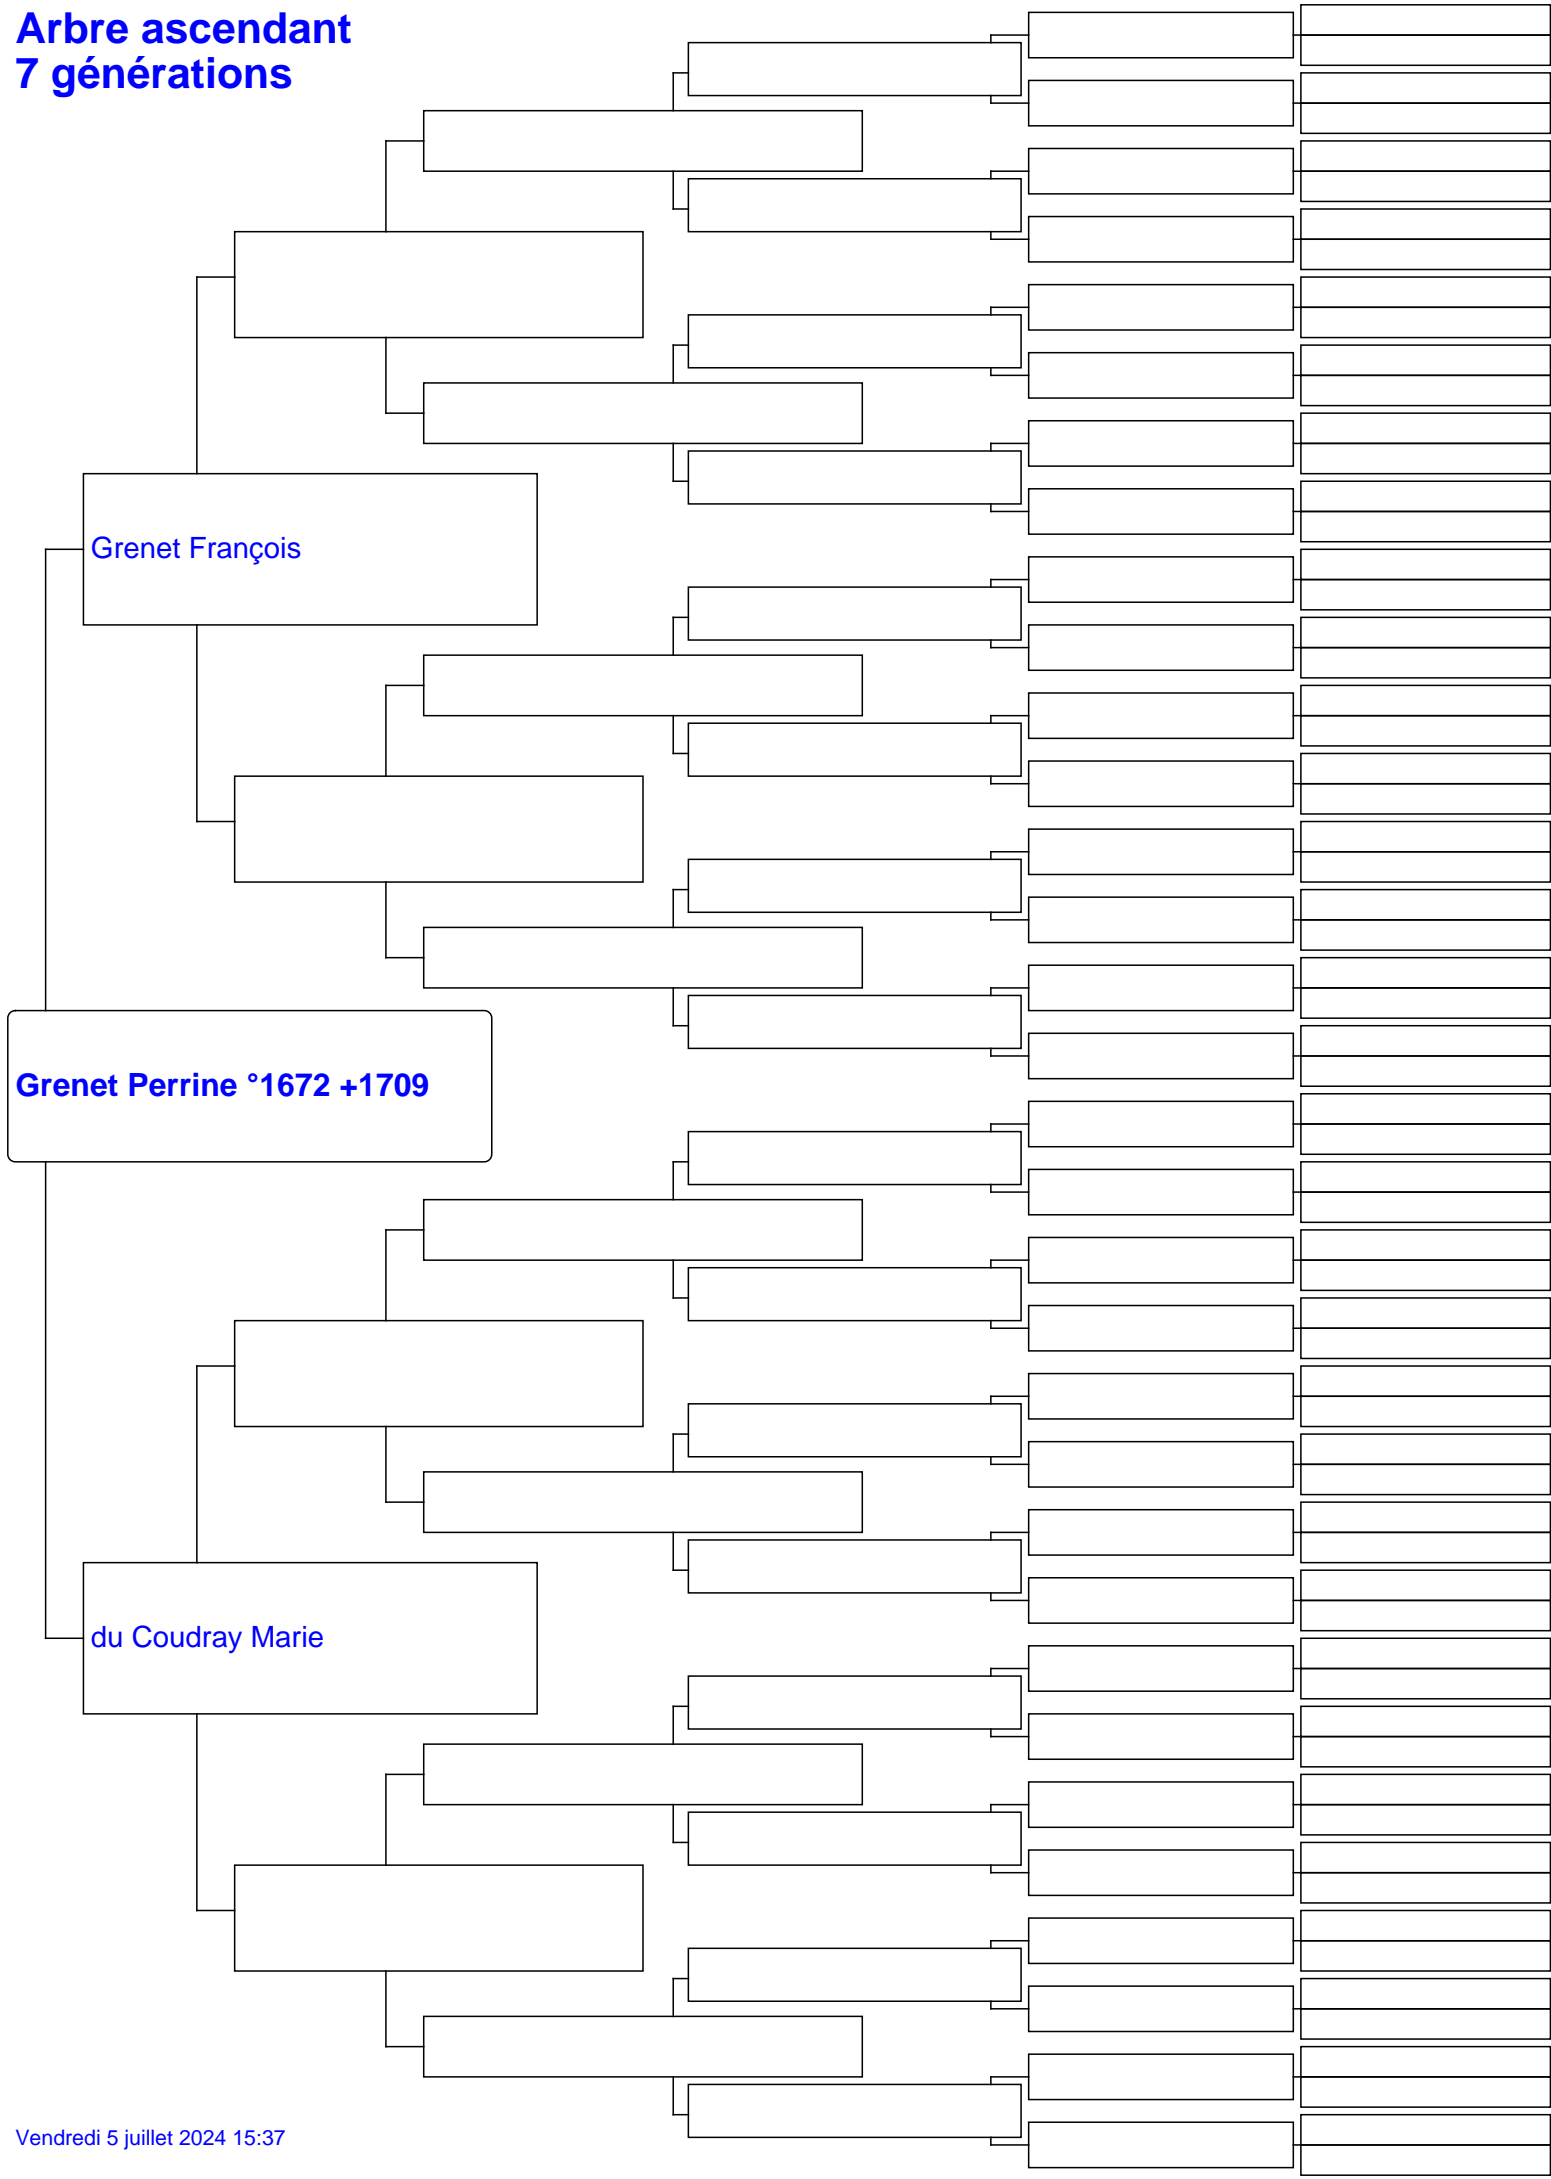 Arbre ascendant
7 générations
Grenet François
Grenet Perrine °1672 +1709
du Coudray Marie
Vendredi 5 juillet 2024 15:37